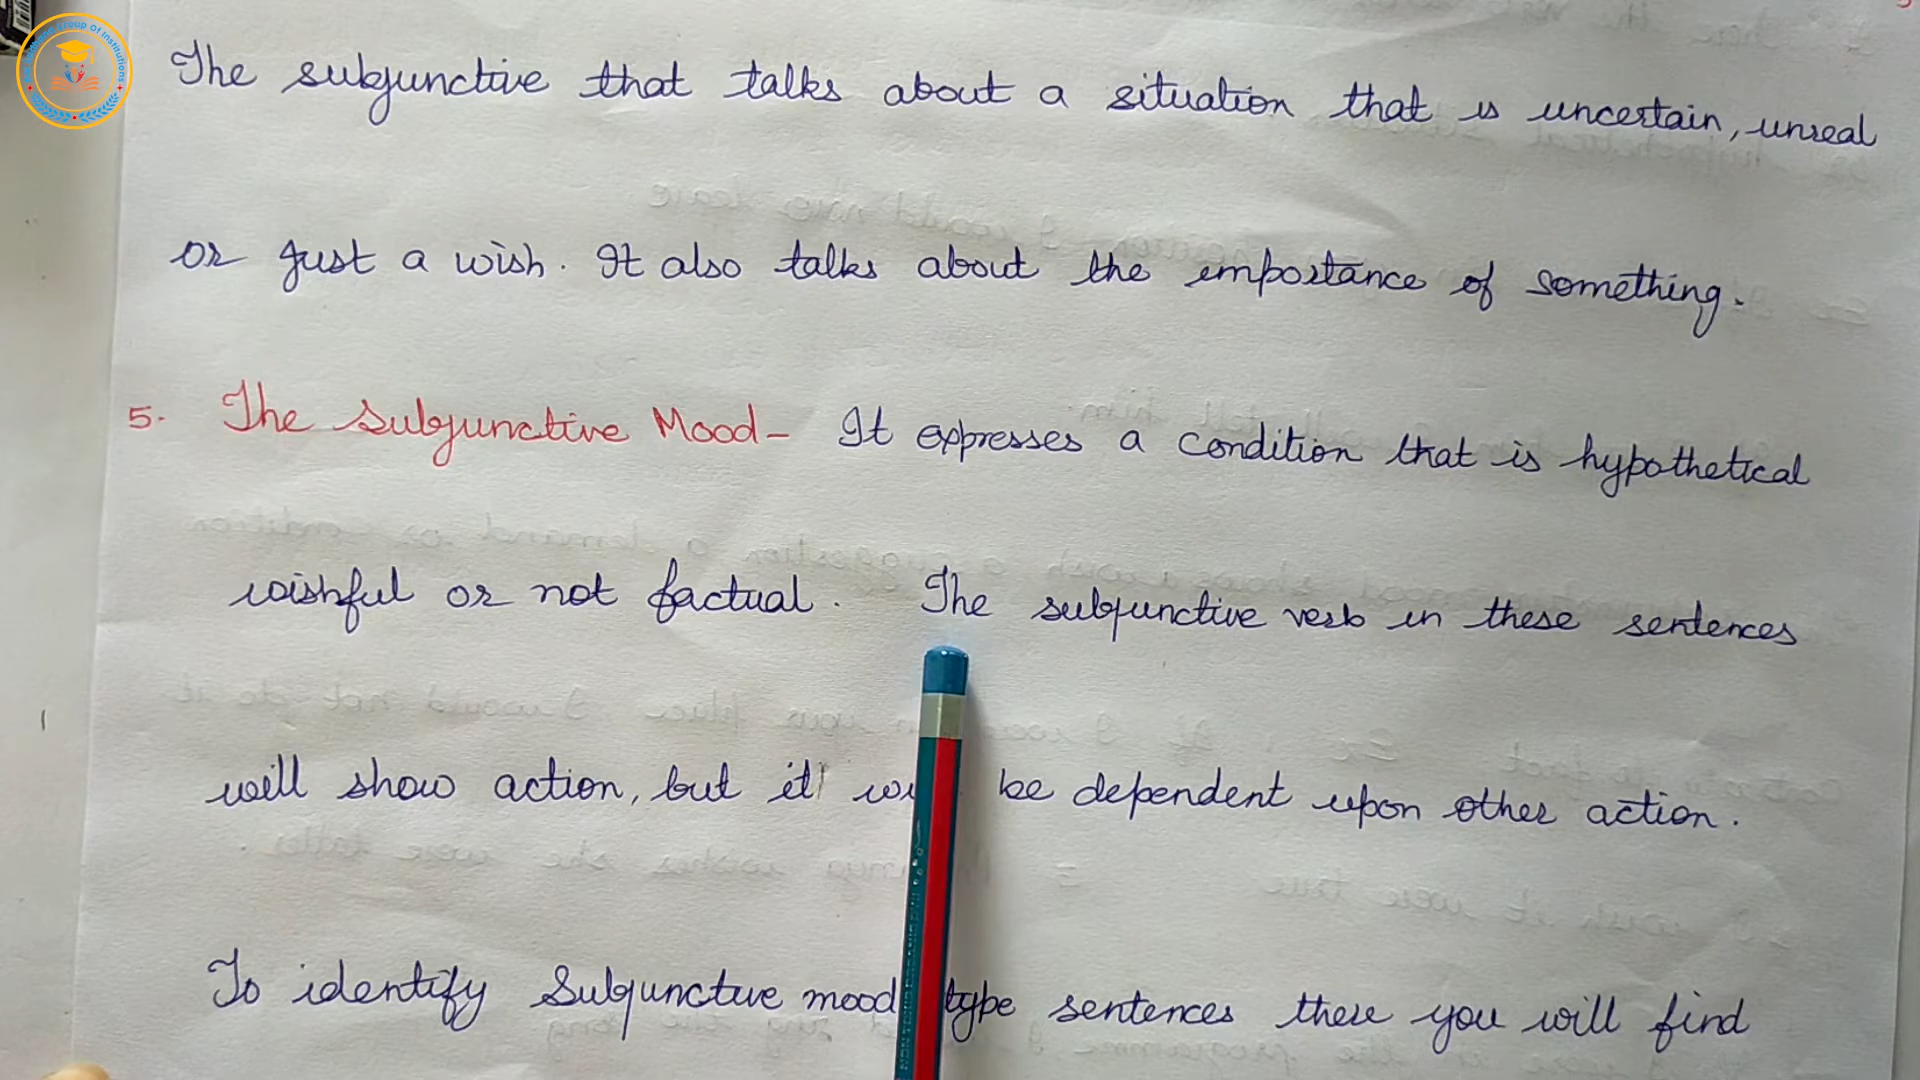 The subjunctive that talks about a situation that is uncertain, unreal
or just a wish. It also talks about the importance of something.
5. The Subjunctive Mood - It expresses a condition that is hypothetical
wishful or not factual. The subjunctive verb in these sentences
will show action, but it be dependent upon other action.
To identify Subjunctive mood type sentences there you will find